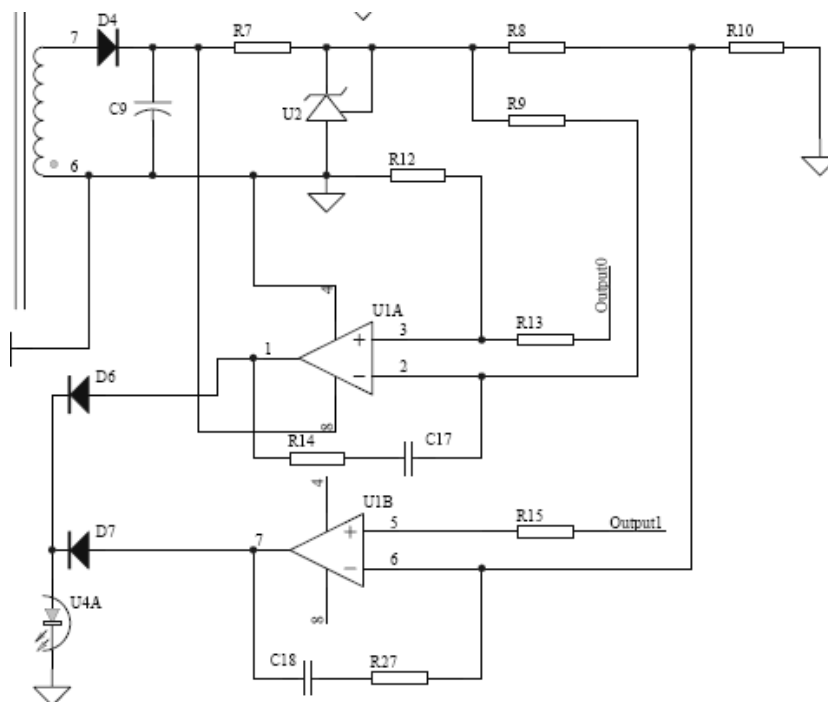 7
D4
R7
R8
R10
C9
U2
R9
6
R12
4
U1A
3
R13
Output0
1
2
D6
8
R14
C17
4
U1B
5
R15
Output1
D7
7
6
U4A
8
C18
R27